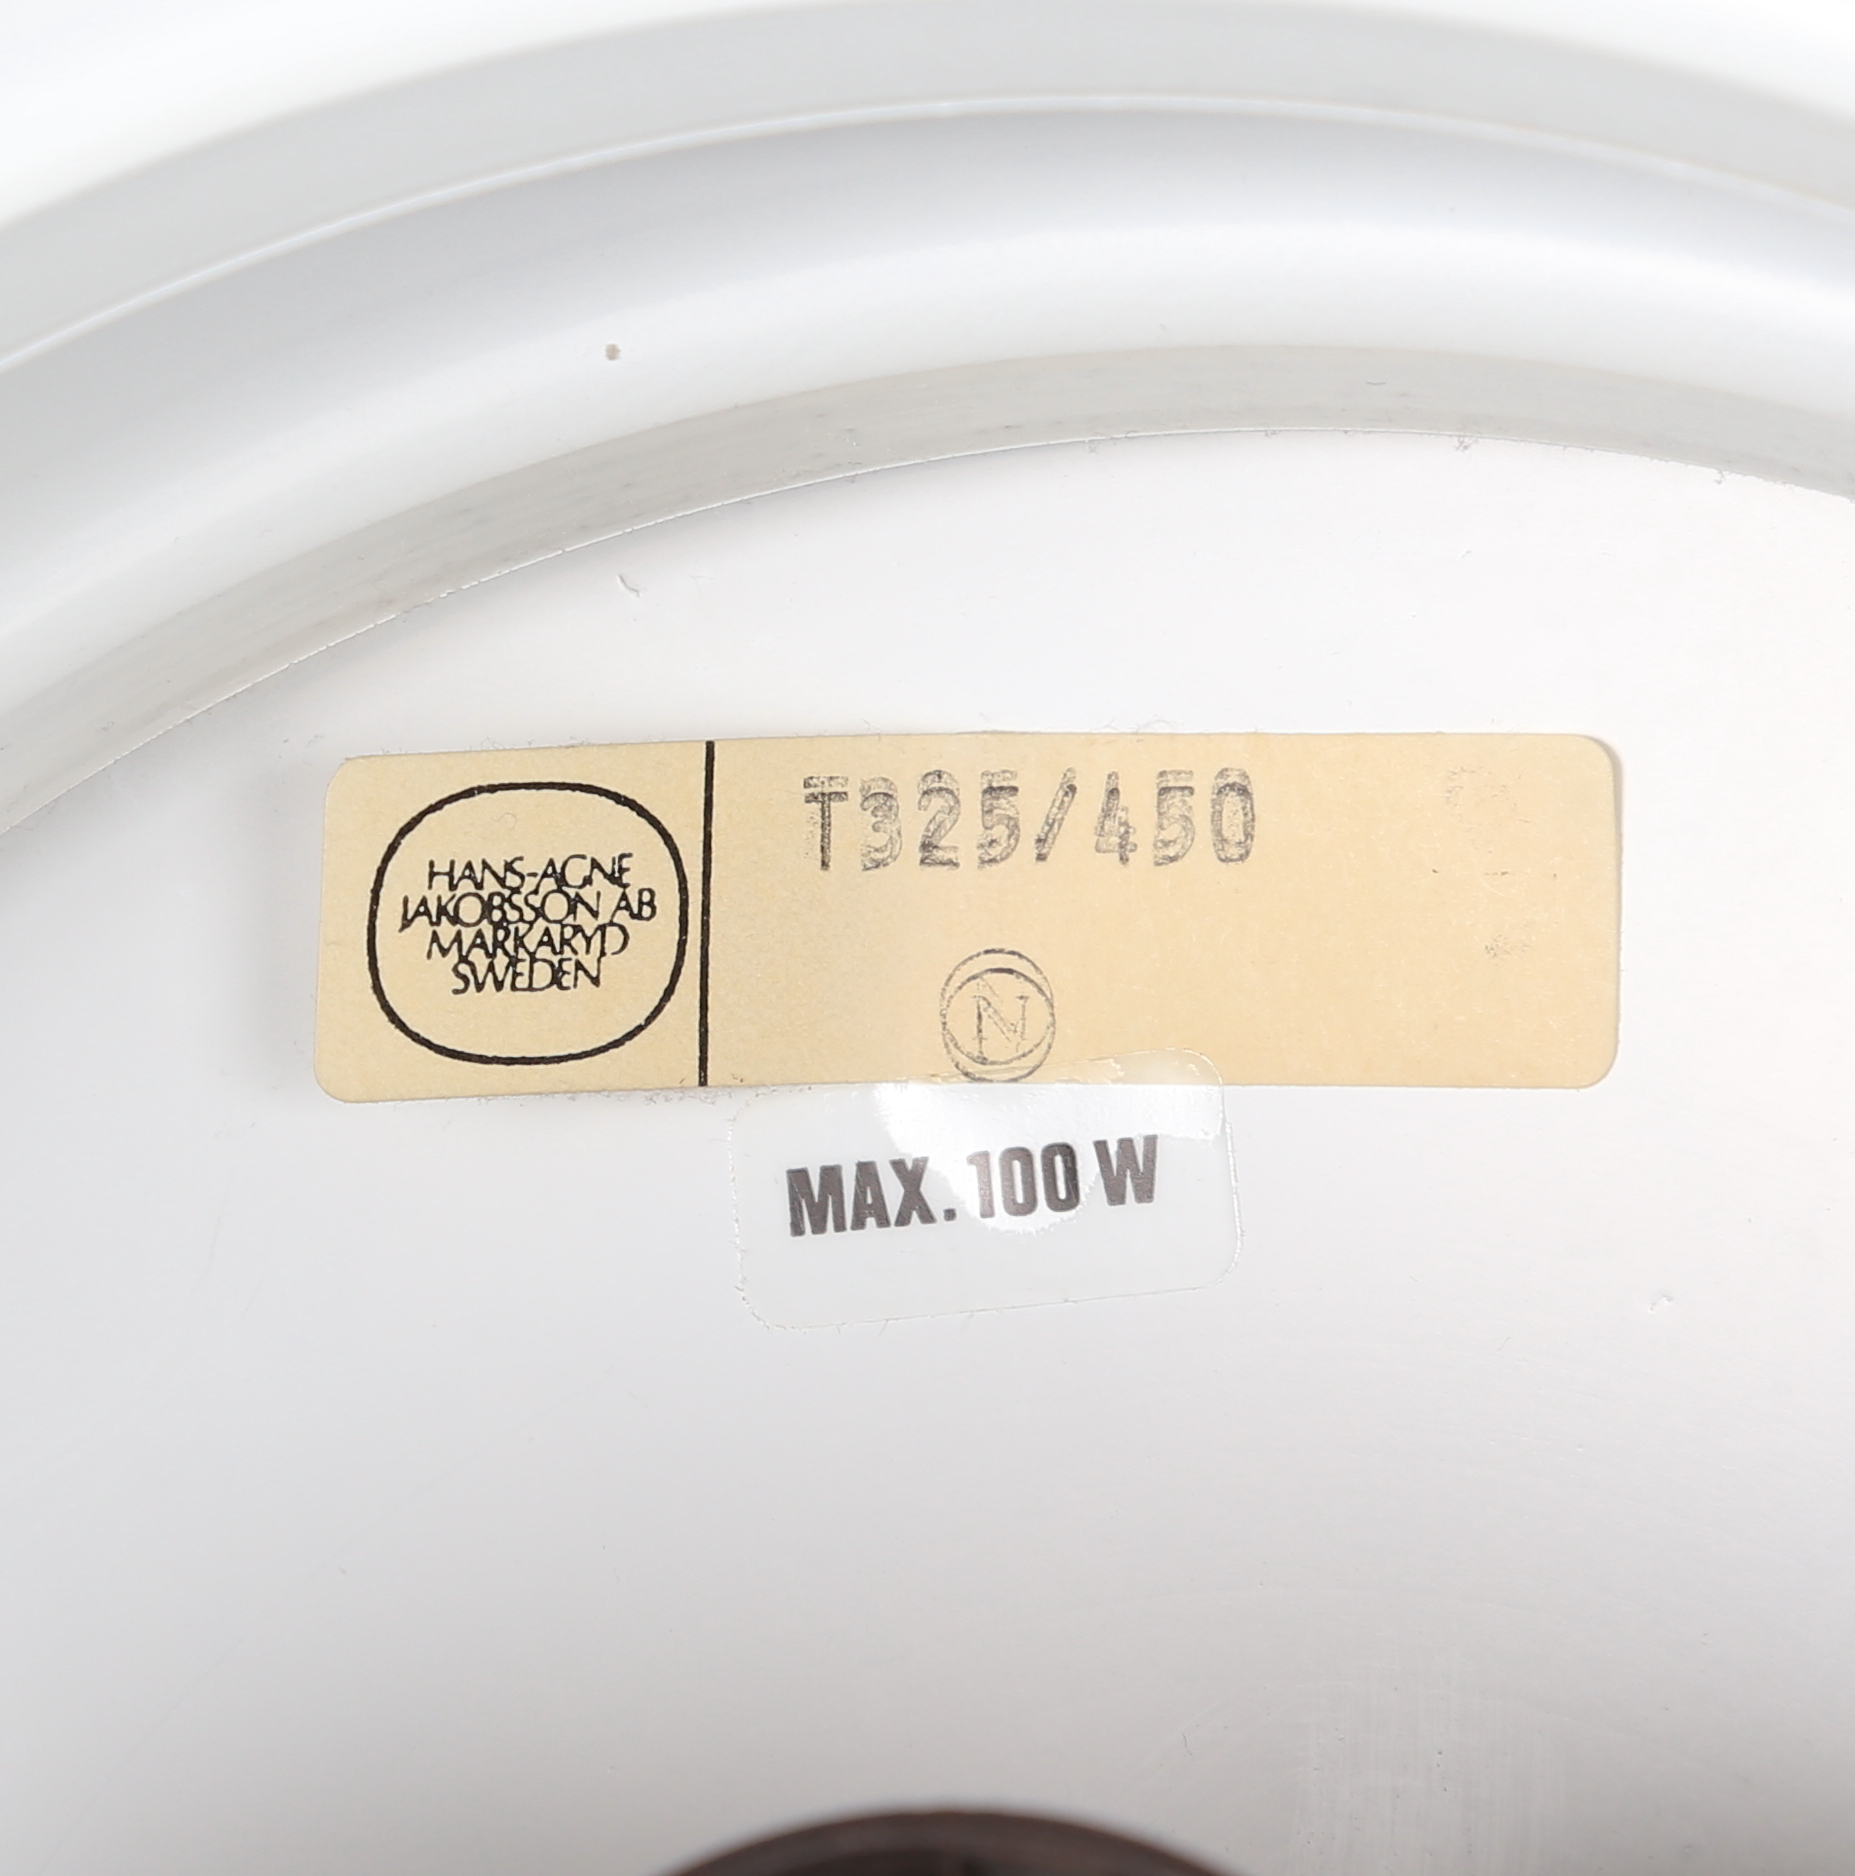 HANS-AGNE
JAKOBSSON AB
MARKARYD
SWEDEN
T325/450
N
MAX. 100 W